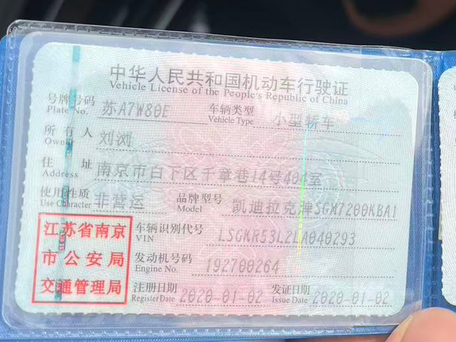 中华人民共和国机动车行驶证
Vehicle License of the People's Republic of China
号牌号码 苏A7W80E 车辆类型 小型轿车
Plate No. Vehicle Type
所有人 刘浏
Owner
住址 南京市白下区千章巷14号404室
Address
使用性质 非营运 品牌型号 凯迪拉克牌SGM7200KBA1
Use Character Model
江苏省南京
市公安局
交通管理局
车辆识别代号 LSGKR53L2LA040293
VIN
发动机号码 192700264
Engine No.
注册日期 2020-01-02 发证日期 2020-01-02
Register Date Issue Date